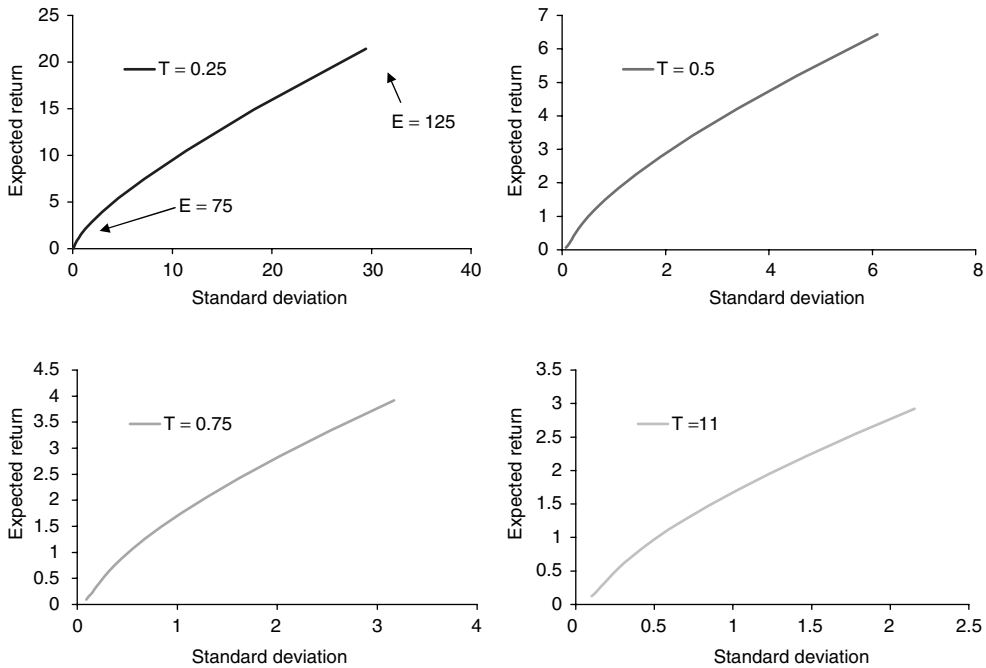 25
20
15
10
5
0
Expected return
T = 0.25
E = 125
E = 75
0 10 20 30 40
Standard deviation
7
6
5
4
3
2
1
0
Expected return
T = 0.5
0 2 4 6 8
Standard deviation
4.5
4
3.5
3
2.5
2
1.5
1
0.5
0
Expected return
T = 0.75
0 1 2 3 4
Standard deviation
3.5
3
2.5
2
1.5
1
0.5
0
Expected return
T =11
0 0.5 1 1.5 2 2.5
Standard deviation